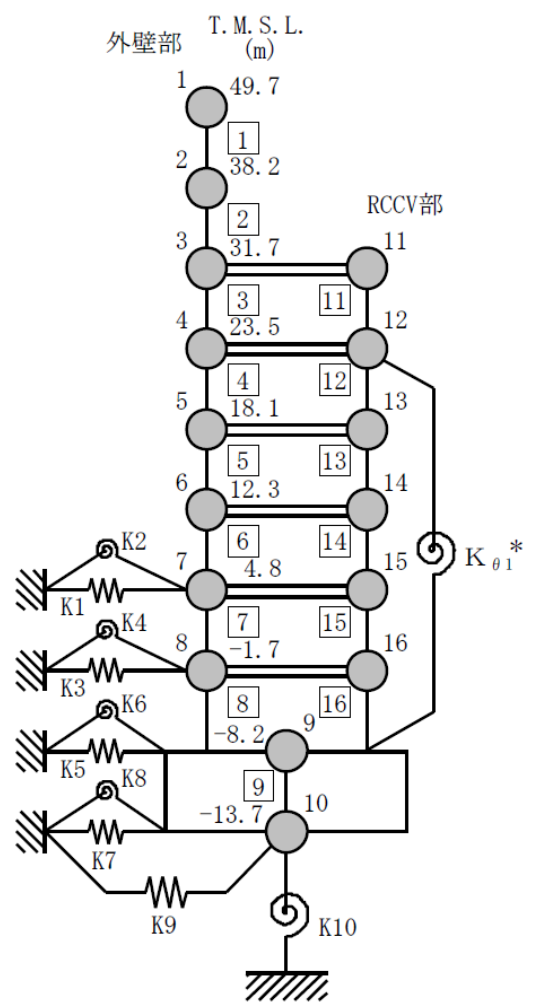 T.M.S.L.
外壁部 (m)
1 49.7
1
2 38.2
2 RCCV部
3 31.7 11
3 11
4 23.5 12
4 12
5 18.1 13
5 13
6 12.3 14
K2 6 14 Kθ1*
7 4.8 15
K1
K4 7 15
8 -1.7 16
K3
K6 8 16
-8.2 9
K5
K8 9
-13.7 10
K7
K9 K10